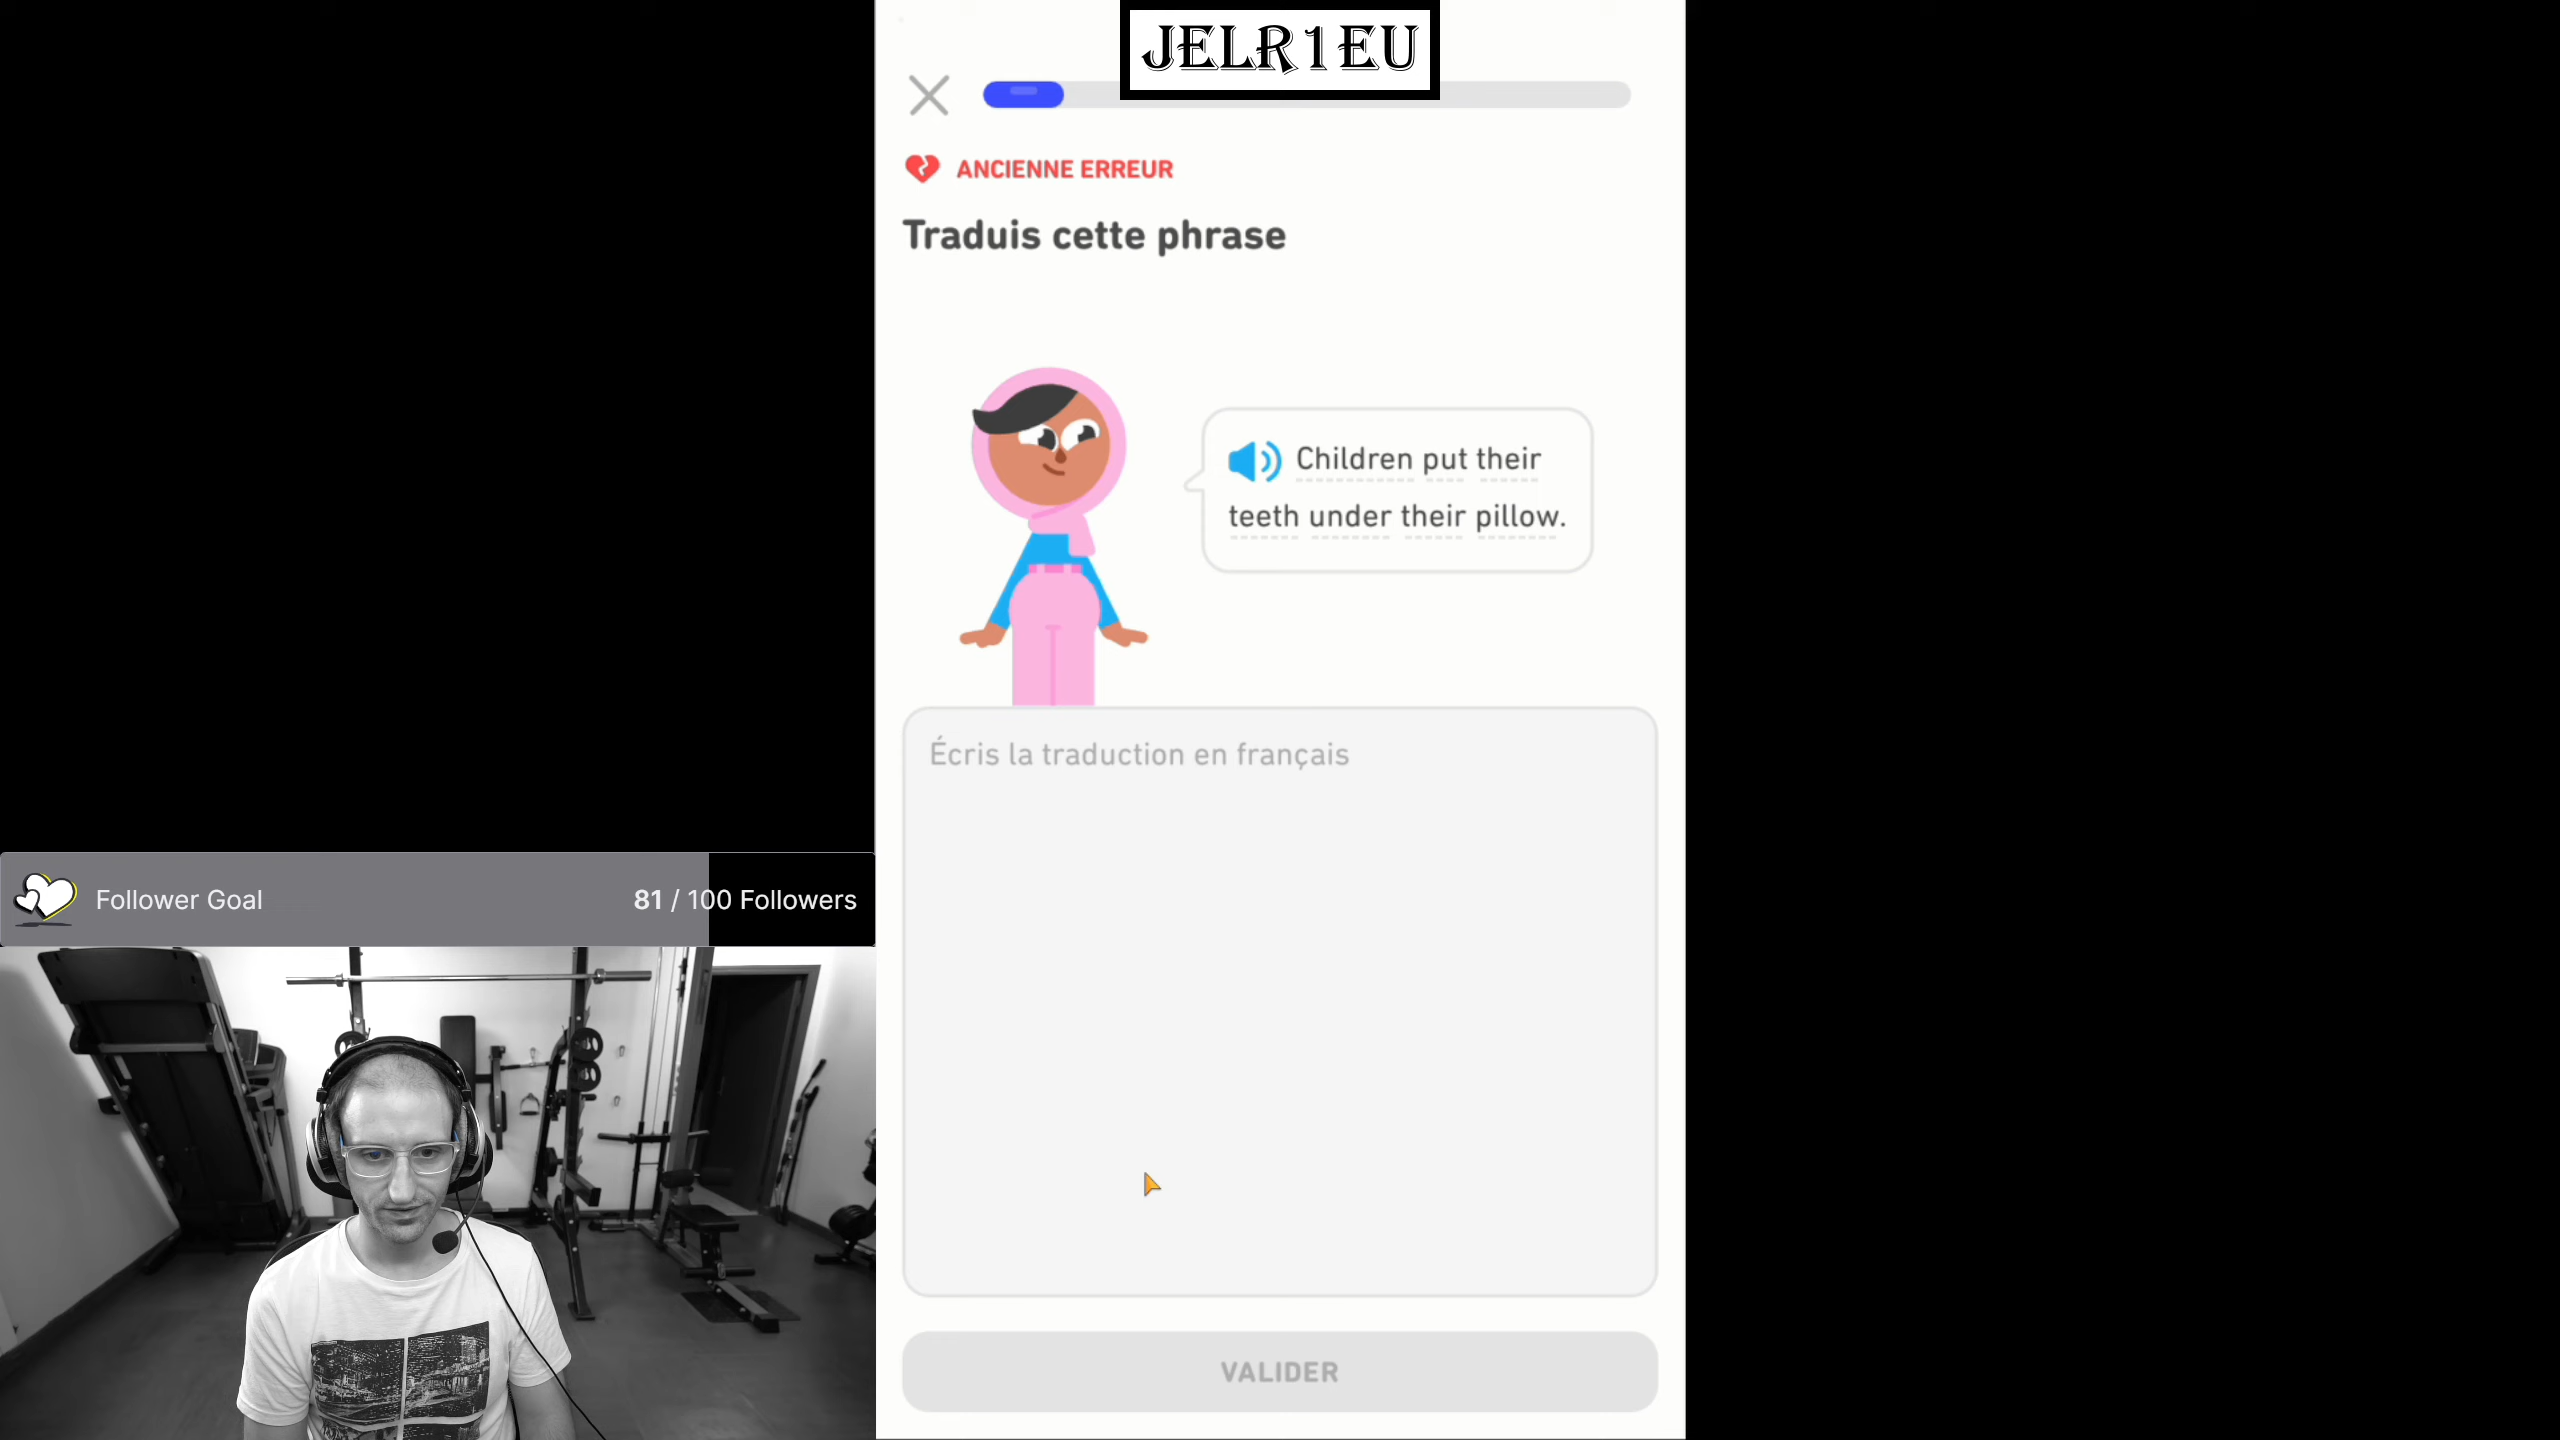 JELR1EU
ANCIENNE ERREUR
Traduis cette phrase
Children put their
teeth under their pillow.
Écris la traduction en français
Follower Goal
81 / 100 Followers
VALIDER